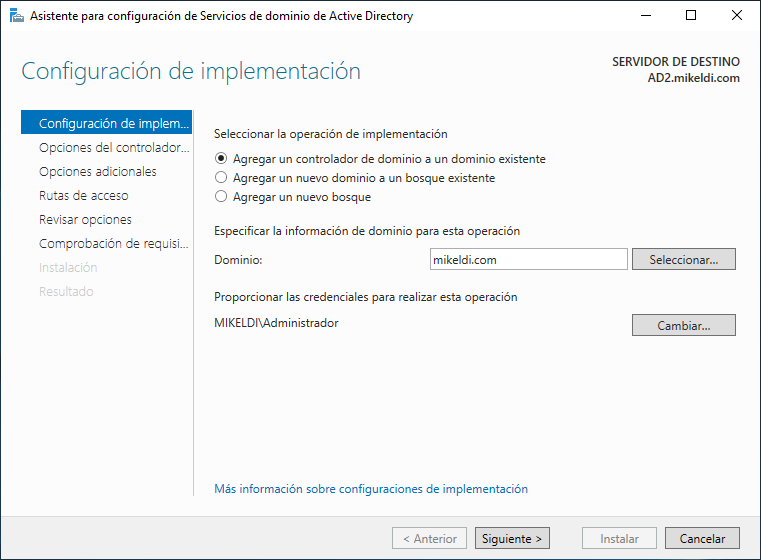 Asistente para configuración de Servicios de dominio de Active Directory
Configuración de implementación
SERVIDOR DE DESTINO
AD2.mikeldi.com
Configuración de implem...
Opciones del controlador...
Opciones adicionales
Rutas de acceso
Revisar opciones
Comprobación de requisi...
Instalación
Resultado
Seleccionar la operación de implementación
Agregar un controlador de dominio a un dominio existente
Agregar un nuevo dominio a un bosque existente
Agregar un nuevo bosque
Especificar la información de dominio para esta operación
Dominio: mikeldi.com Seleccionar...
Proporcionar las credenciales para realizar esta operación
MIKELDI\Administrador Cambiar...
Más información sobre configuraciones de implementación
< Anterior Siguiente > Instalar Cancelar